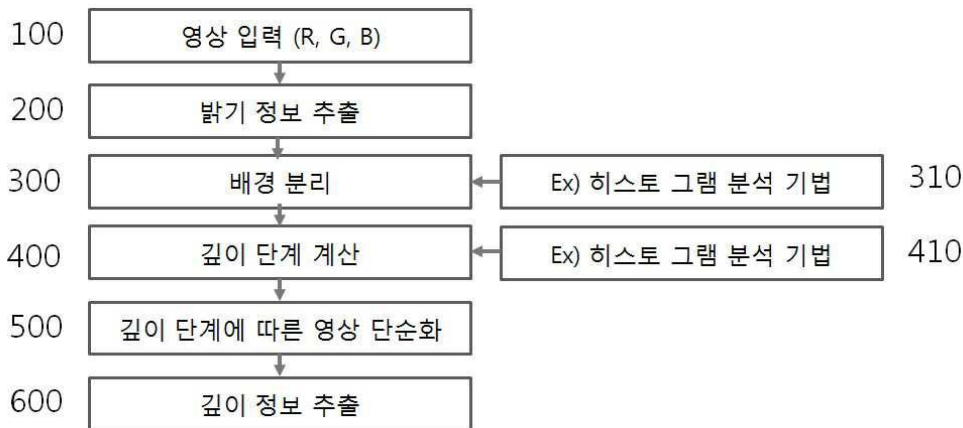 100 영상 입력 (R, G, B)
200 밝기 정보 추출
300 배경 분리 Ex) 히스토 그램 분석 기법 310
400 깊이 단계 계산 Ex) 히스토 그램 분석 기법 410
500 깊이 단계에 따른 영상 단순화
600 깊이 정보 추출